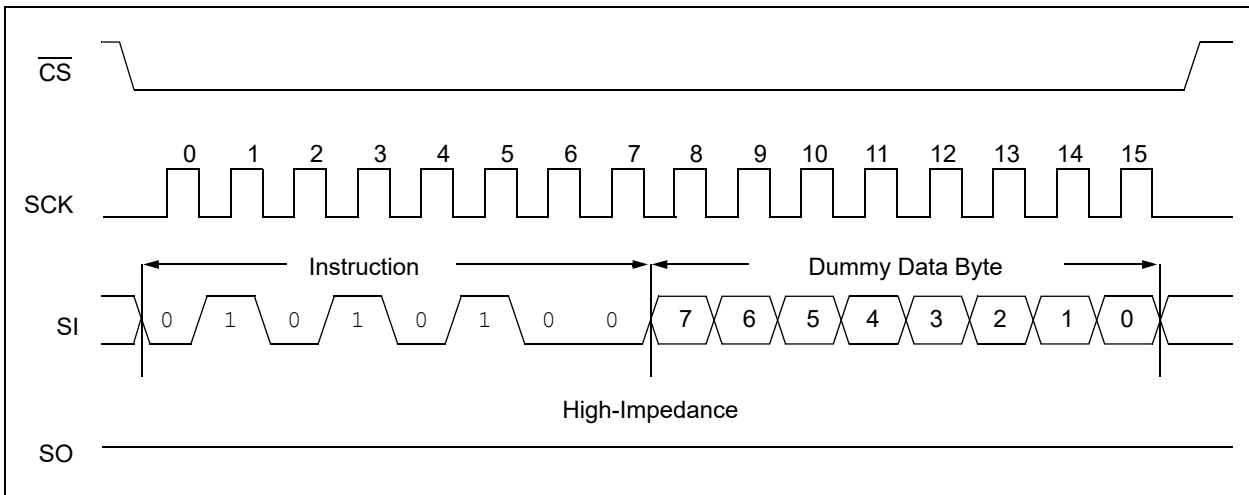 CS
0 1 2 3 4 5 6 7 8 9 10 11 12 13 14 15
SCK
Instruction Dummy Data Byte
SI 0 1 0 1 0 1 0 0 7 6 5 4 3 2 1 0
High-Impedance
SO